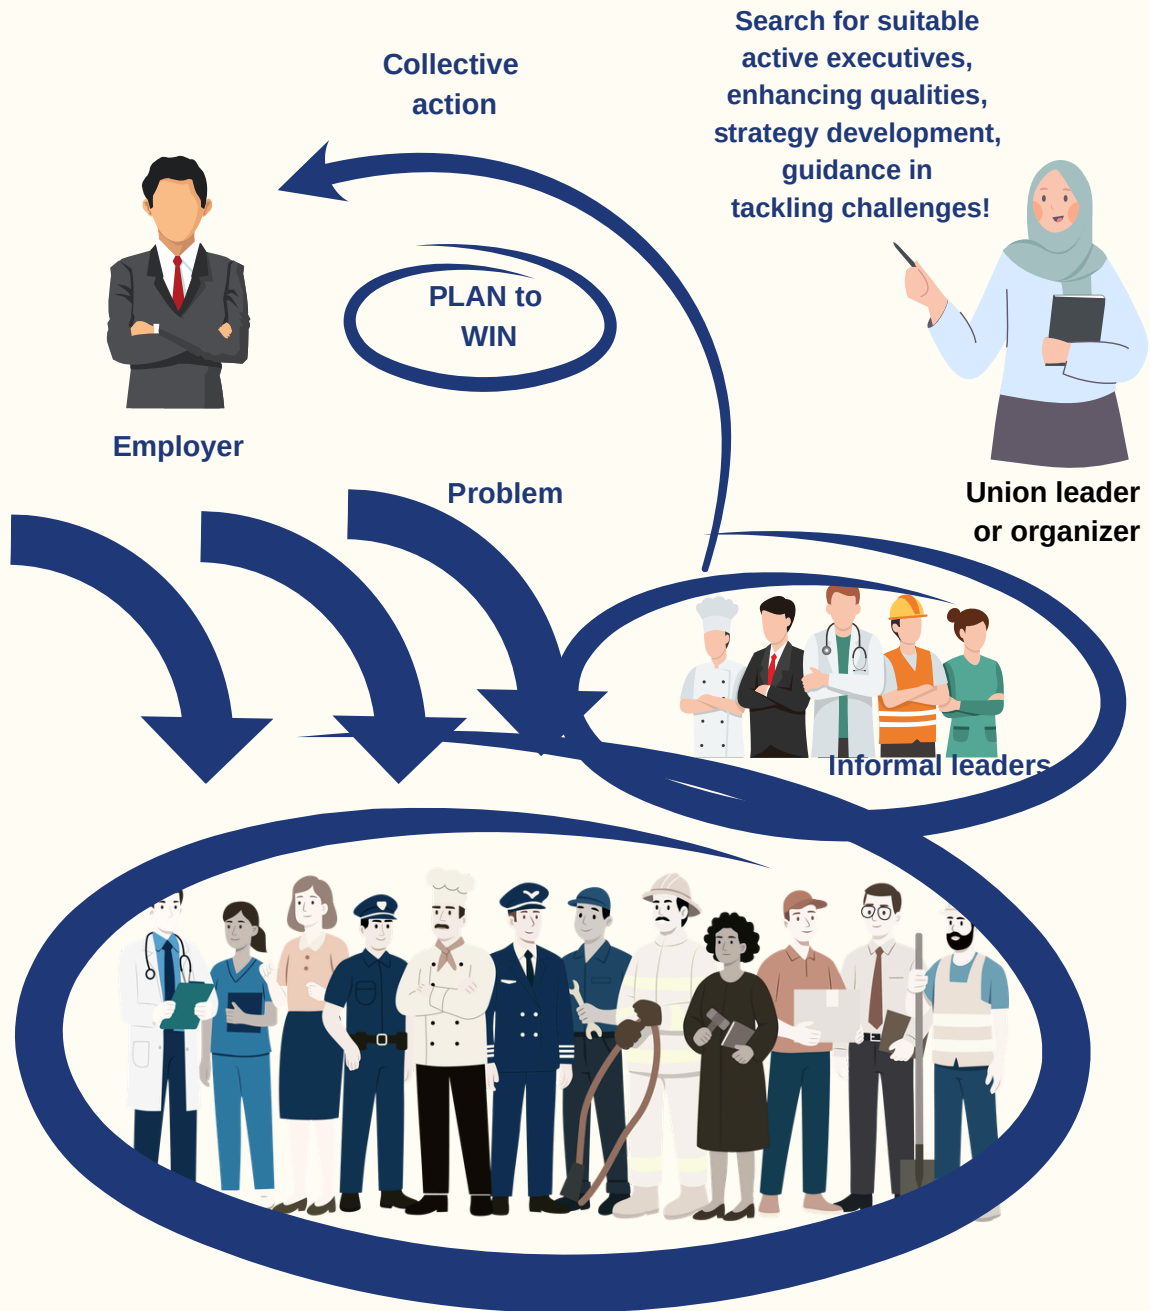 Search for suitable
active executives,
enhancing qualities,
strategy development,
guidance in
tackling challenges!
Collective
action
PLAN to
WIN
Employer
Problem
Union leader
or organizer
Informal leaders